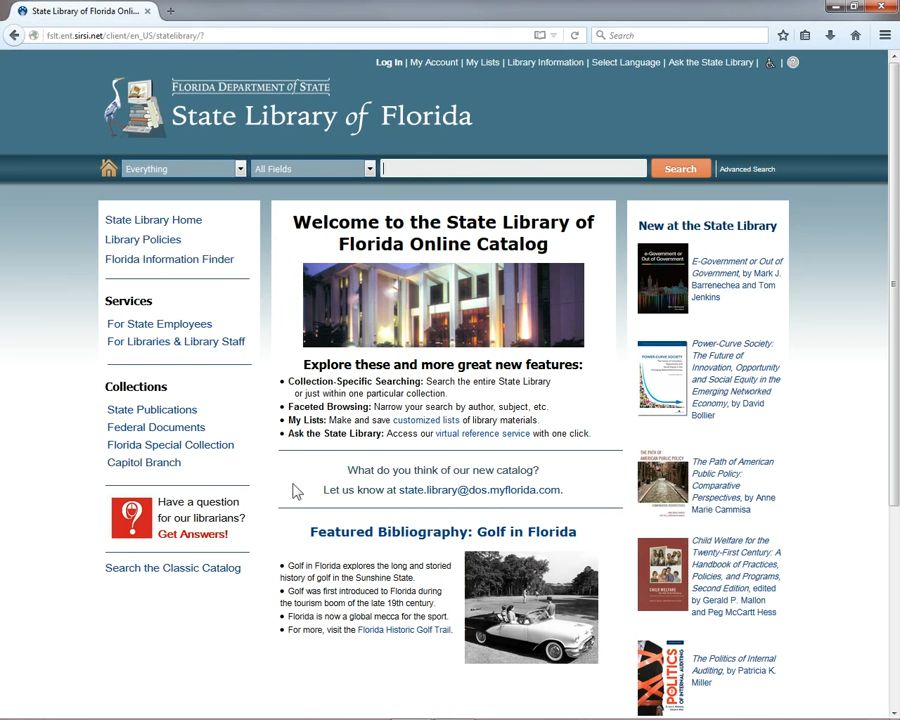 State Library of Florida Onli...
fslt.ent.sirsi.net/client/en_US/statelibrary/?
Search
Log In | My Account | My Lists | Library Information | Select Language | Ask the State Library | |
FLORIDA DEPARTMENT of STATE
State Library of Florida
Everything
All Fields
Search
Advanced Search
State Library Home
Library Policies
Florida Information Finder
Services
For State Employees
For Libraries & Library Staff
Collections
State Publications
Federal Documents
Florida Special Collection
Capitol Branch
Have a question
for our librarians?
Get Answers!
Search the Classic Catalog
Welcome to the State Library of
Florida Online Catalog
Explore these and more great new features:
• Collection-Specific Searching: Search the entire State Library
or just within one particular collection.
• Faceted Browsing: Narrow your search by author, subject, etc.
• My Lists: Make and save customized lists of library materials.
• Ask the State Library: Access our virtual reference service with one click.
What do you think of our new catalog?
Let us know at state.library@dos.myflorida.com.
Featured Bibliography: Golf in Florida
• Golf in Florida explores the long and storied
history of golf in the Sunshine State.
• Golf was first introduced to Florida during
the tourism boom of the late 19th century.
• Florida is now a global mecca for the sport.
• For more, visit the Florida Historic Golf Trail.
New at the State Library
e-Government or
Out of Government
E-Government or Out of
Government, by Mark J.
Barrenechea and Tom
Jenkins
POWER-CURVE SOCIETY
Power-Curve Society:
The Future of
Innovation, Opportunity
and Social Equity in the
Emerging Networked
Economy, by David
Bollier
THE PATH OF
AMERICAN PUBLIC
POLICY
The Path of American
Public Policy:
Comparative
Perspectives, by Anne
Marie Cammisa
CHILD WELFARE
Child Welfare for the
Twenty-First Century: A
Handbook of Practices,
Policies, and Programs,
Second Edition, edited
by Gerald P. Mallon
and Peg McCartt Hess
POLITICS
OF INTERNAL
AUDITING
The Politics of Internal
Auditing, by Patricia K.
Miller